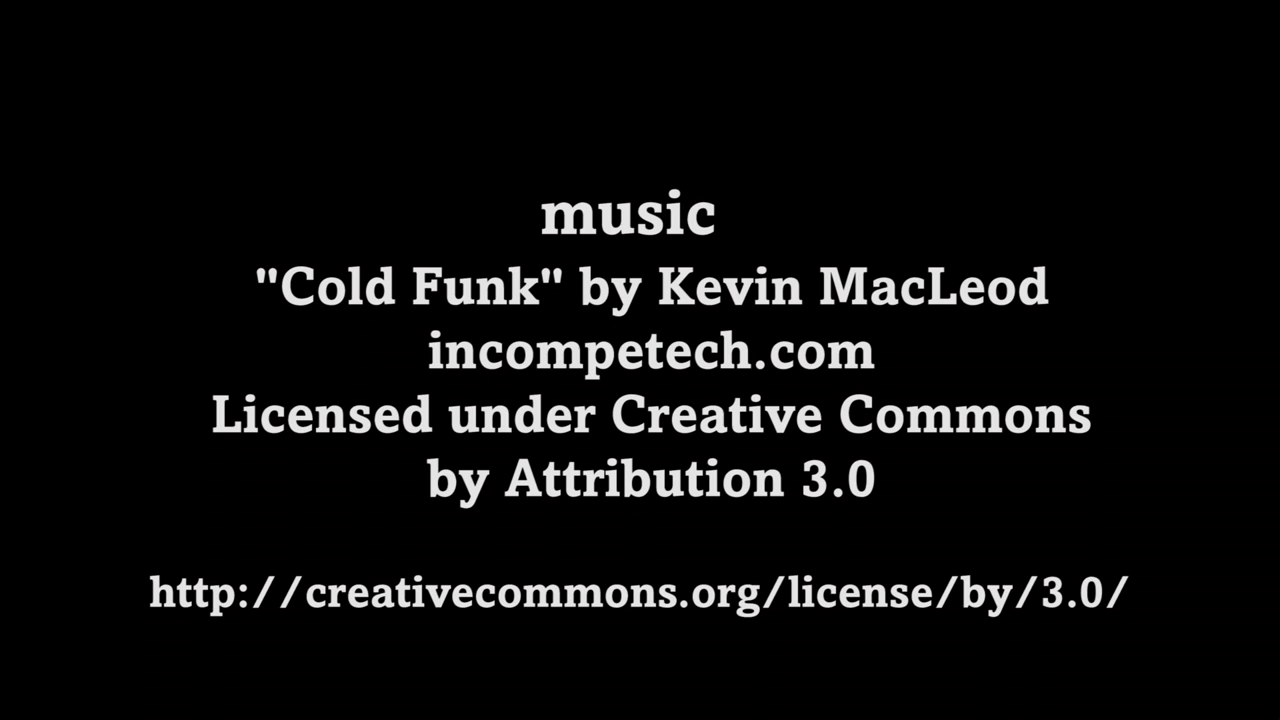 music
"Cold Funk" by Kevin MacLeod
incompetech.com
Licensed under Creative Commons
by Attribution 3.0
http://creativecommons.org/license/by/3.0/